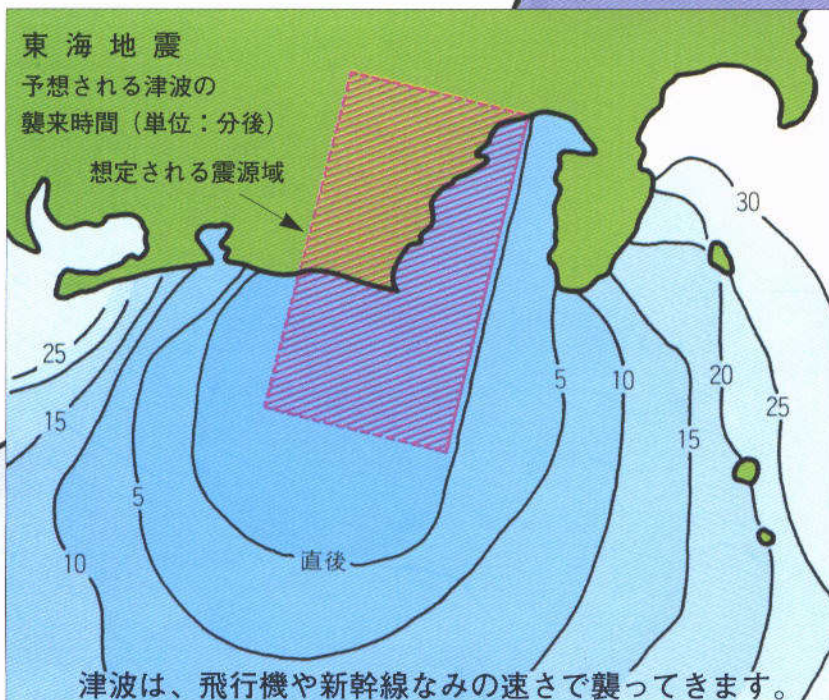 東海地震
予想される津波の
襲来時間（単位：分後）
想定される震源域
30
25
20
25
5
10
15
15
5
直後
10
津波は、飛行機や新幹線なみの速さで襲ってきます。